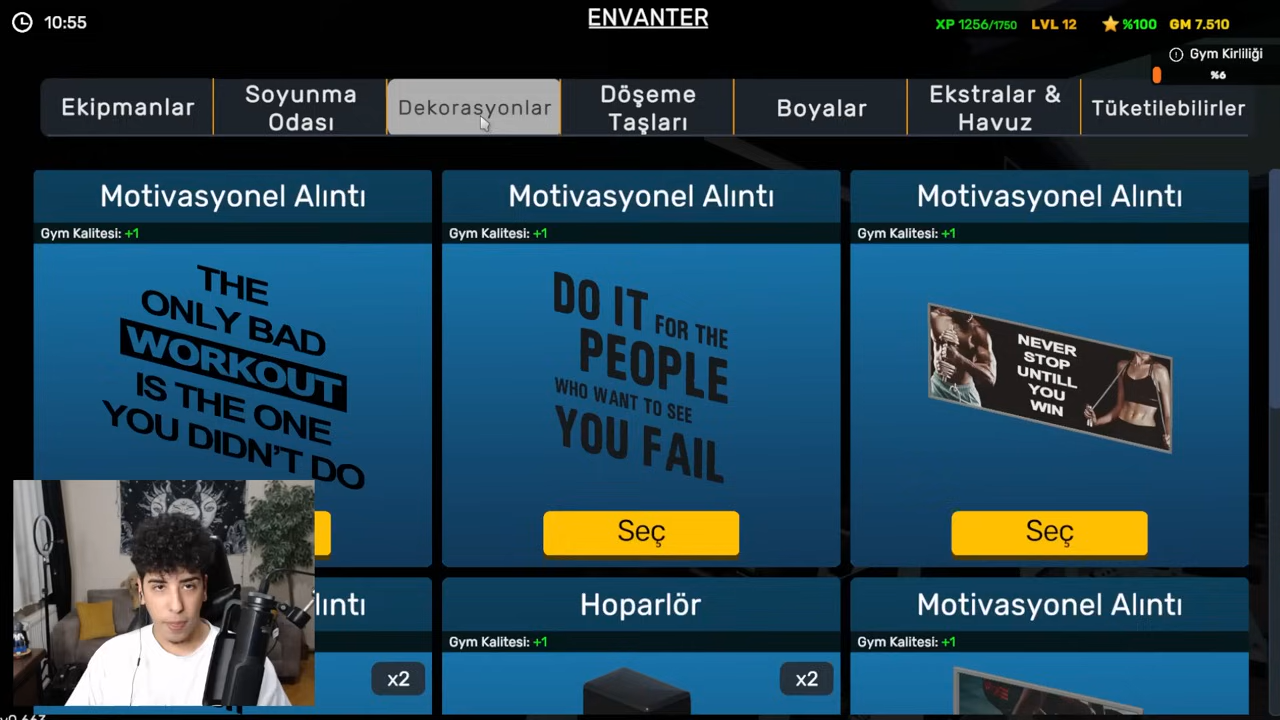 10:55
ENVANTER
XP 1256/1750 LVL 12 %100 GM 7.510
Gym Kirliliği
%6
Ekipmanlar
Soyunma
Odası
Dekorasyonlar
Döşeme
Taşları
Boyalar
Ekstralar &
Havuz
Tüketilebilirler
Motivasyonel Alıntı
Gym Kalitesi: +1
THE
ONLY BAD
WORKOUT
IS THE ONE
YOU DIDN'T DO
Motivasyonel Alıntı
Gym Kalitesi: +1
DO IT FOR THE
PEOPLE
WHO WANT TO SEE
YOU FAIL
Seç
Motivasyonel Alıntı
Gym Kalitesi: +1
NEVER
STOP
UNTILL
YOU
WIN
Seç
lıntı
x2
Hoparlör
Gym Kalitesi: +1
x2
Motivasyonel Alıntı
Gym Kalitesi: +1